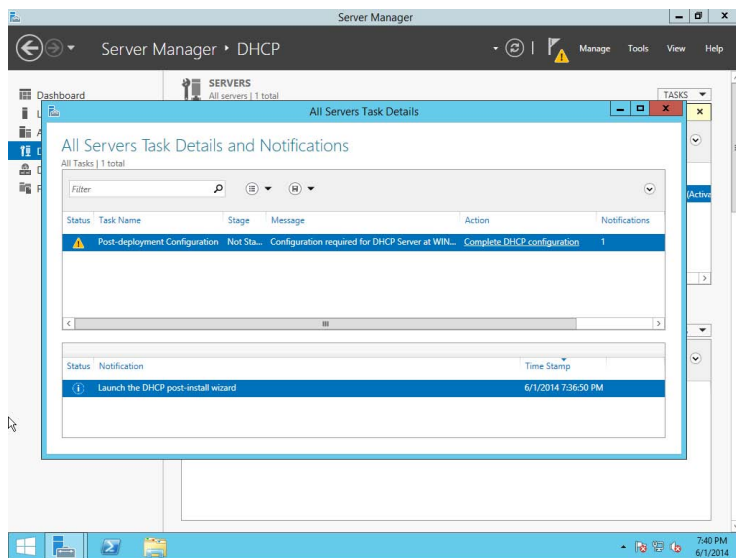 Server Manager
Server Manager • DHCP
Manage Tools View Help
Dashboard
SERVERS
All servers | 1 total
TASKS
All Servers Task Details
All Servers Task Details and Notifications
All Tasks | 1 total
Filter
Status Task Name Stage Message Action Notifications
Post-deployment Configuration Not Sta... Configuration required for DHCP Server at WIN... Complete DHCP configuration 1
(Activa
Status Notification Time Stamp
Launch the DHCP post-install wizard 6/1/2014 7:36:50 PM
7:40 PM
6/1/2014